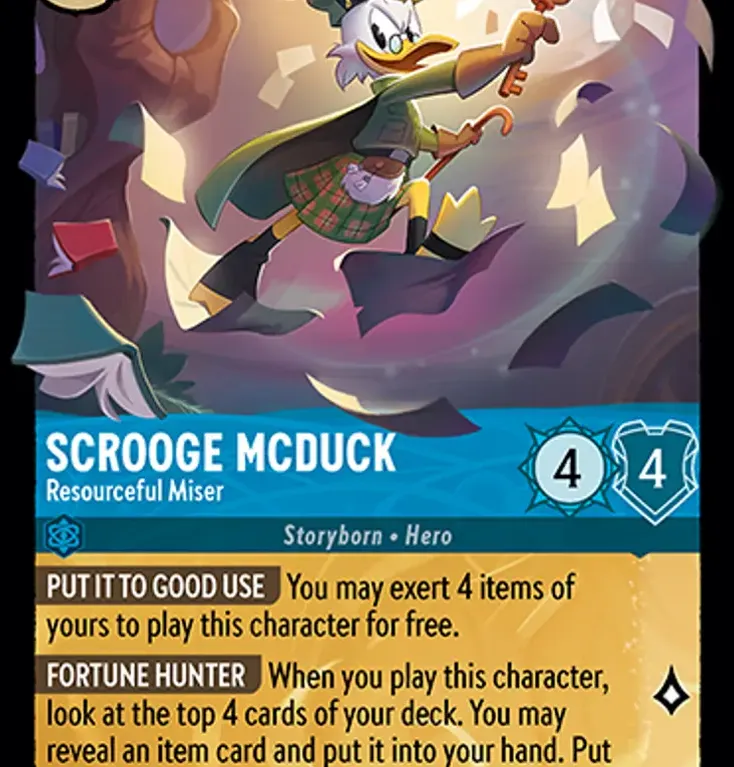 SCROOGE MCDUCK
Resourceful Miser
4 4
Storyborn • Hero
PUT IT TO GOOD USE You may exert 4 items of
yours to play this character for free.
FORTUNE HUNTER When you play this character,
look at the top 4 cards of your deck. You may
reveal an item card and put it into your hand. Put